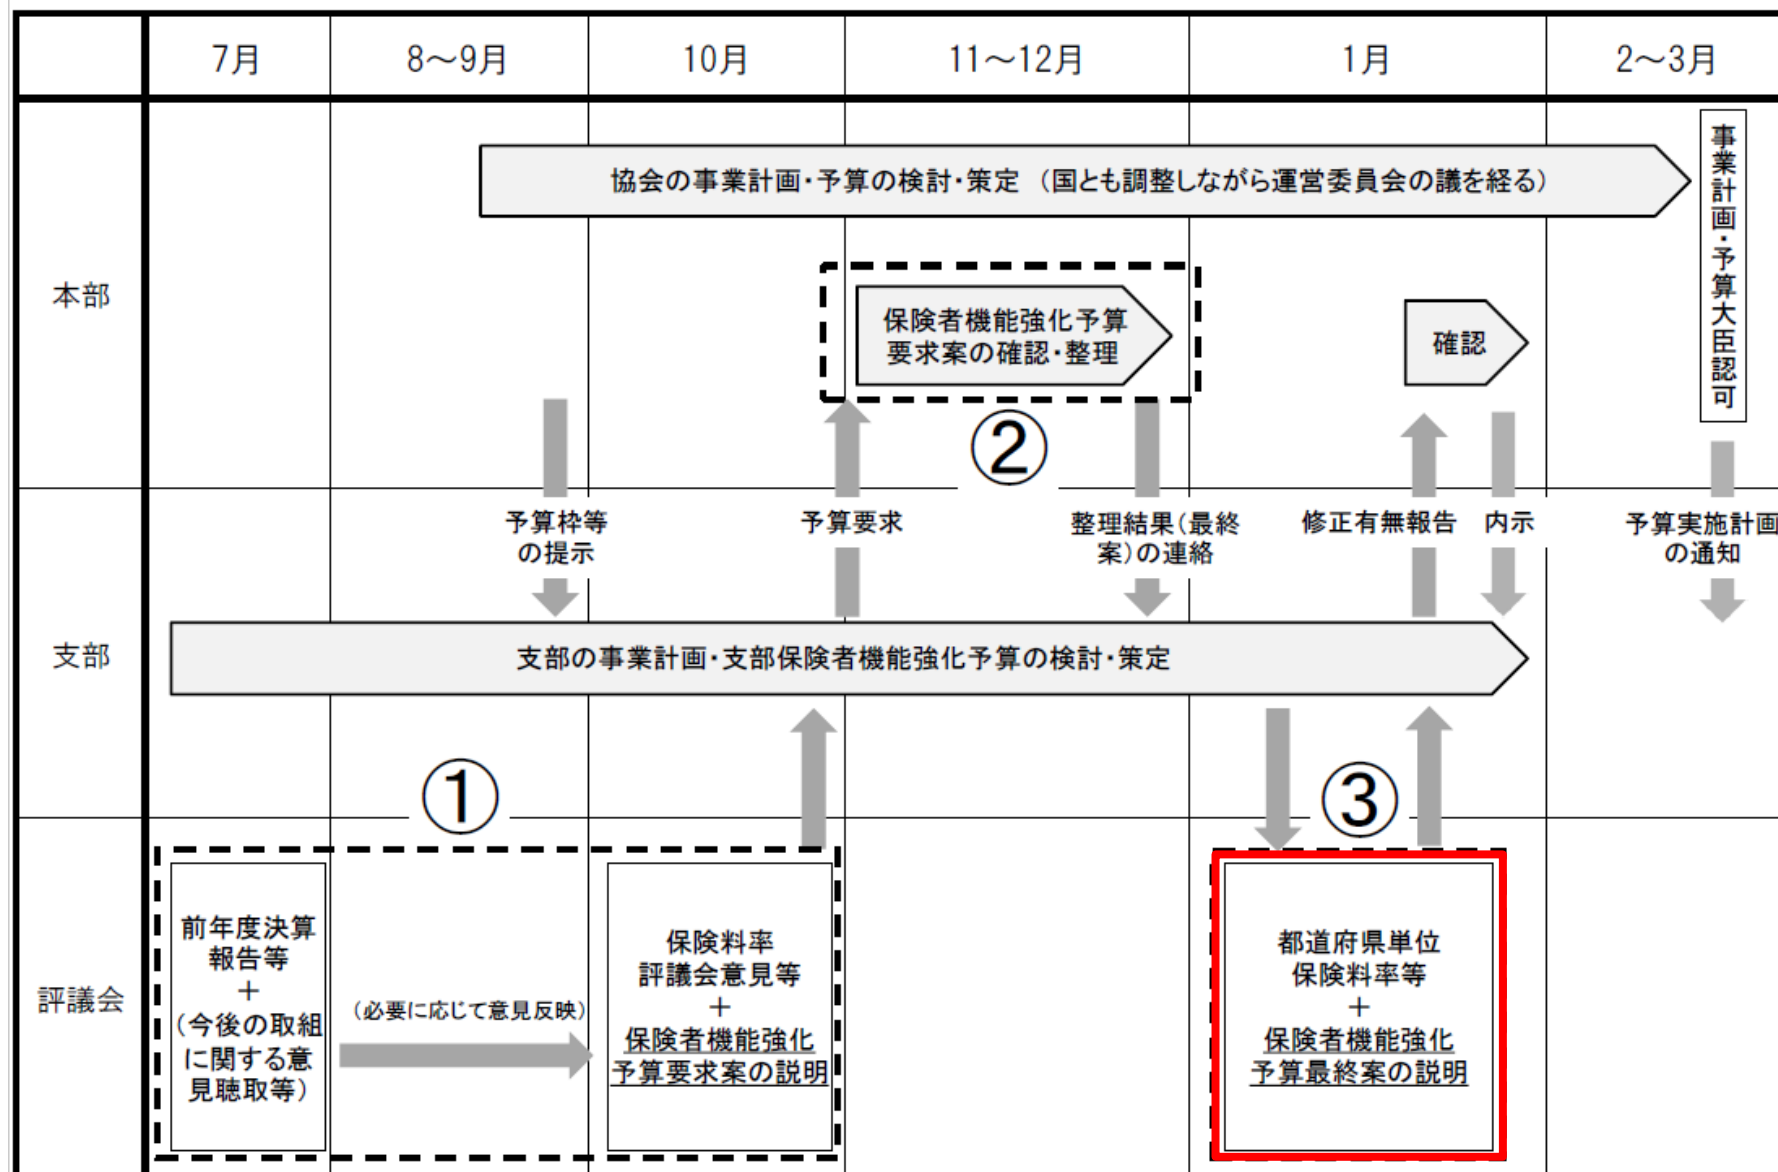 7月
8～9月
10月
11～12月
1月
2～3月
本部
協会の事業計画・予算の検討・策定　（国とも調整しながら運営委員会の議を経る）
事業計画・予算大臣認可
保険者機能強化予算
要求案の確認・整理
確認
②
予算枠等
の提示
予算要求
整理結果（最終
案）の連絡
修正有無報告
内示
予算実施計画
の通知
支部
支部の事業計画・支部保険者機能強化予算の検討・策定
①
③
評議会
前年度決算
報告等
＋
（今後の取組
に関する意
見聴取等）
（必要に応じて意見反映）
保険料率
評議会意見等
＋
保険者機能強化
予算要求案の説明
都道府県単位
保険料率等
＋
保険者機能強化
予算最終案の説明